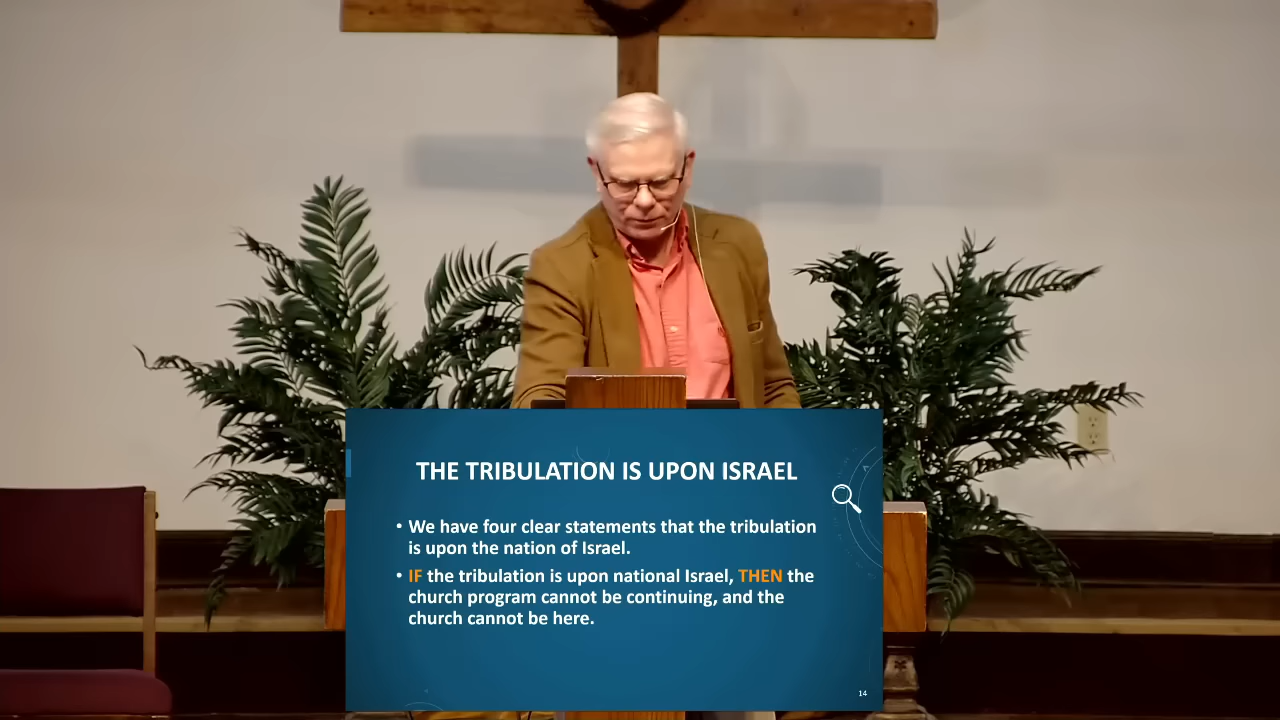 THE TRIBULATION IS UPON ISRAEL
• We have four clear statements that the tribulation
is upon the nation of Israel.
• IF the tribulation is upon national Israel, THEN the
church program cannot be continuing, and the
church cannot be here.
14